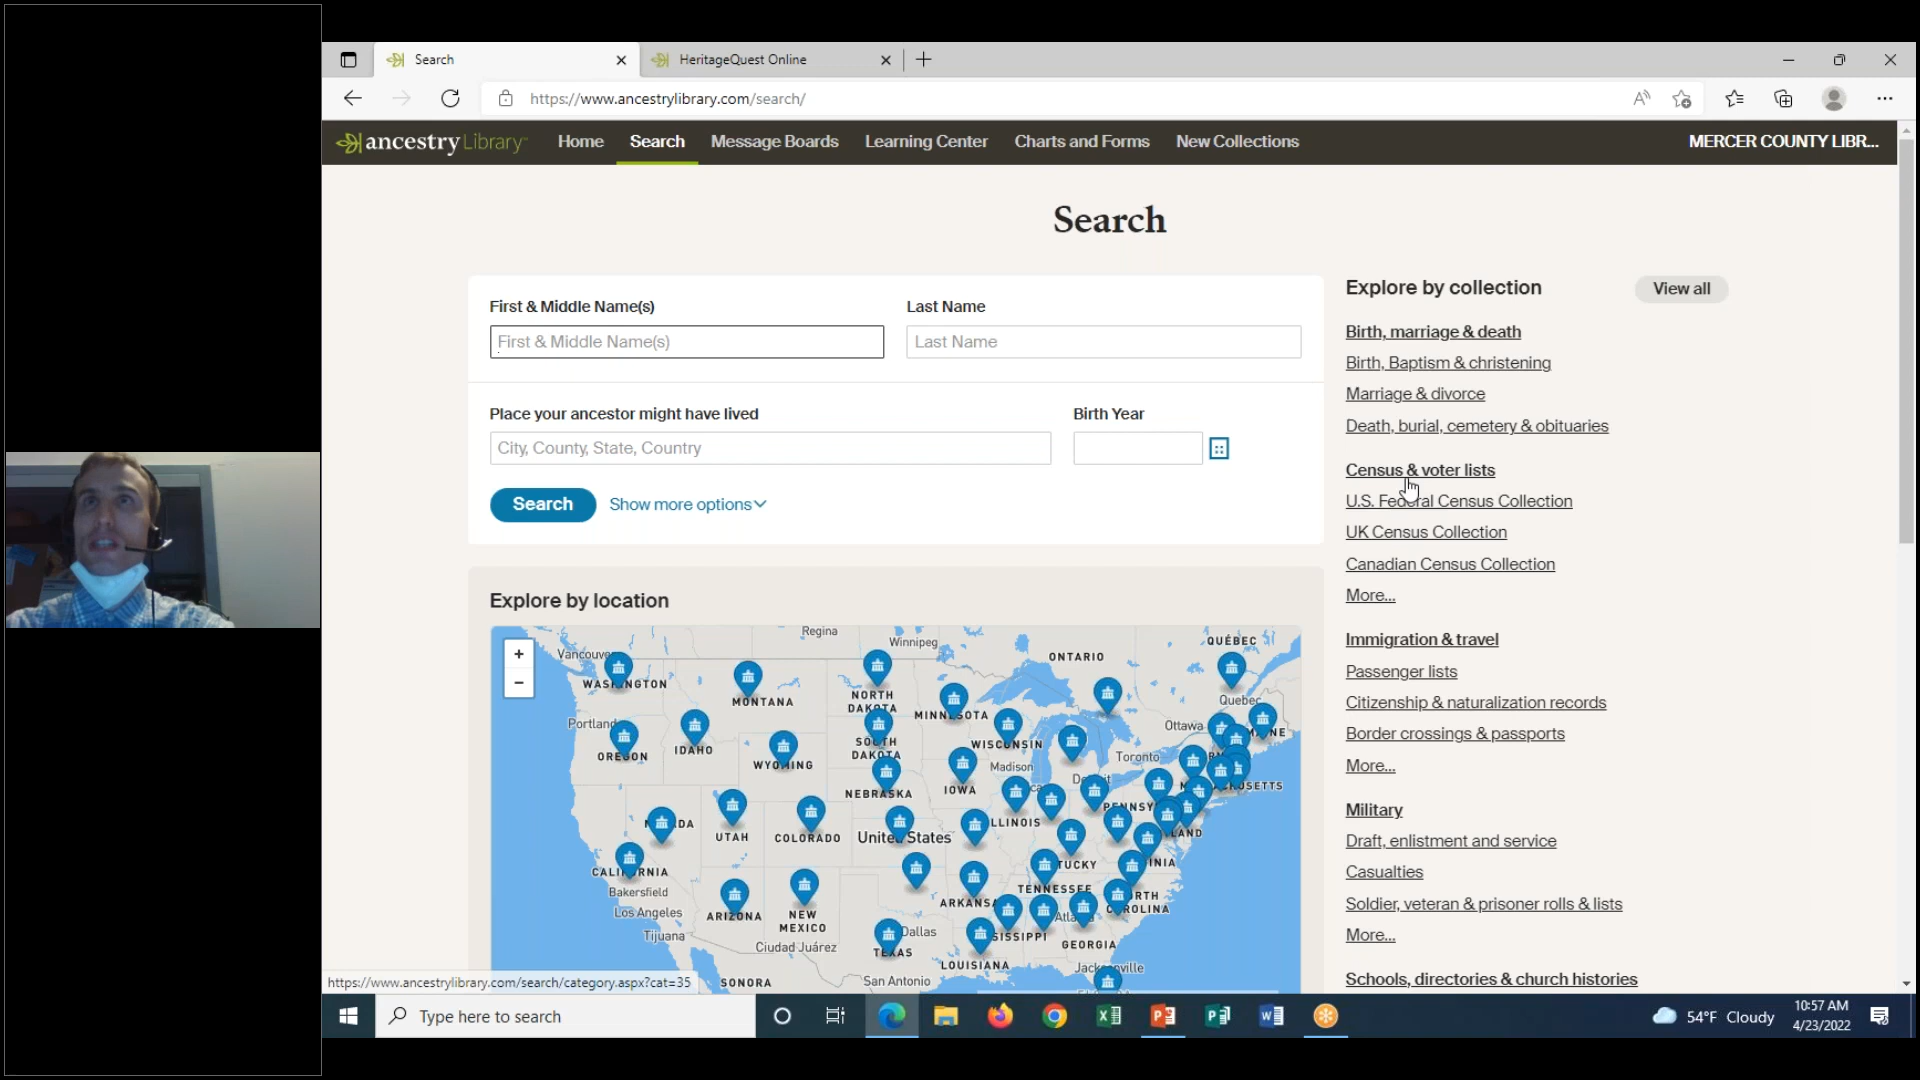 Search
HeritageQuest Online
https://www.ancestrylibrary.com/search/
ancestryLibrary
Home
Search
Message Boards
Learning Center
Charts and Forms
New Collections
MERCER COUNTY LIBR...
Search
First & Middle Name(s)
Last Name
First & Middle Name(s)
Last Name
Place your ancestor might have lived
Birth Year
City, County, State, Country
Search
Show more options
Explore by location
Explore by collection
View all
Birth, marriage & death
Birth, Baptism & christening
Marriage & divorce
Death, burial, cemetery & obituaries
Census & voter lists
U.S. Federal Census Collection
UK Census Collection
Canadian Census Collection
More...
Immigration & travel
Passenger lists
Citizenship & naturalization records
Border crossings & passports
More...
Military
Draft, enlistment and service
Casualties
Soldier, veteran & prisoner rolls & lists
More...
Schools, directories & church histories
+
−
Regina
Winnipeg
QUÉBEC
ONTARIO
MONTANA
NORTH
DAKOTA
Quebec
Portland
Ottawa
IDAHO
OREGON
SOUTH
DAKOTA
WISCONSIN
WYOMING
Toronto
Madison
IOWA
NEBRASKA
UTAH
COLORADO
United States
Bakersfield
TENNESSEE
Los Angeles
ARIZONA
NEW
MEXICO
Tijuana
Dallas
Ciudad Juárez
TEXAS
GEORGIA
LOUISIANA
Jacksonville
San Antonio
SONORA
https://www.ancestrylibrary.com/search/category.aspx?cat=35
Type here to search
54°F Cloudy
10:57 AM
4/23/2022